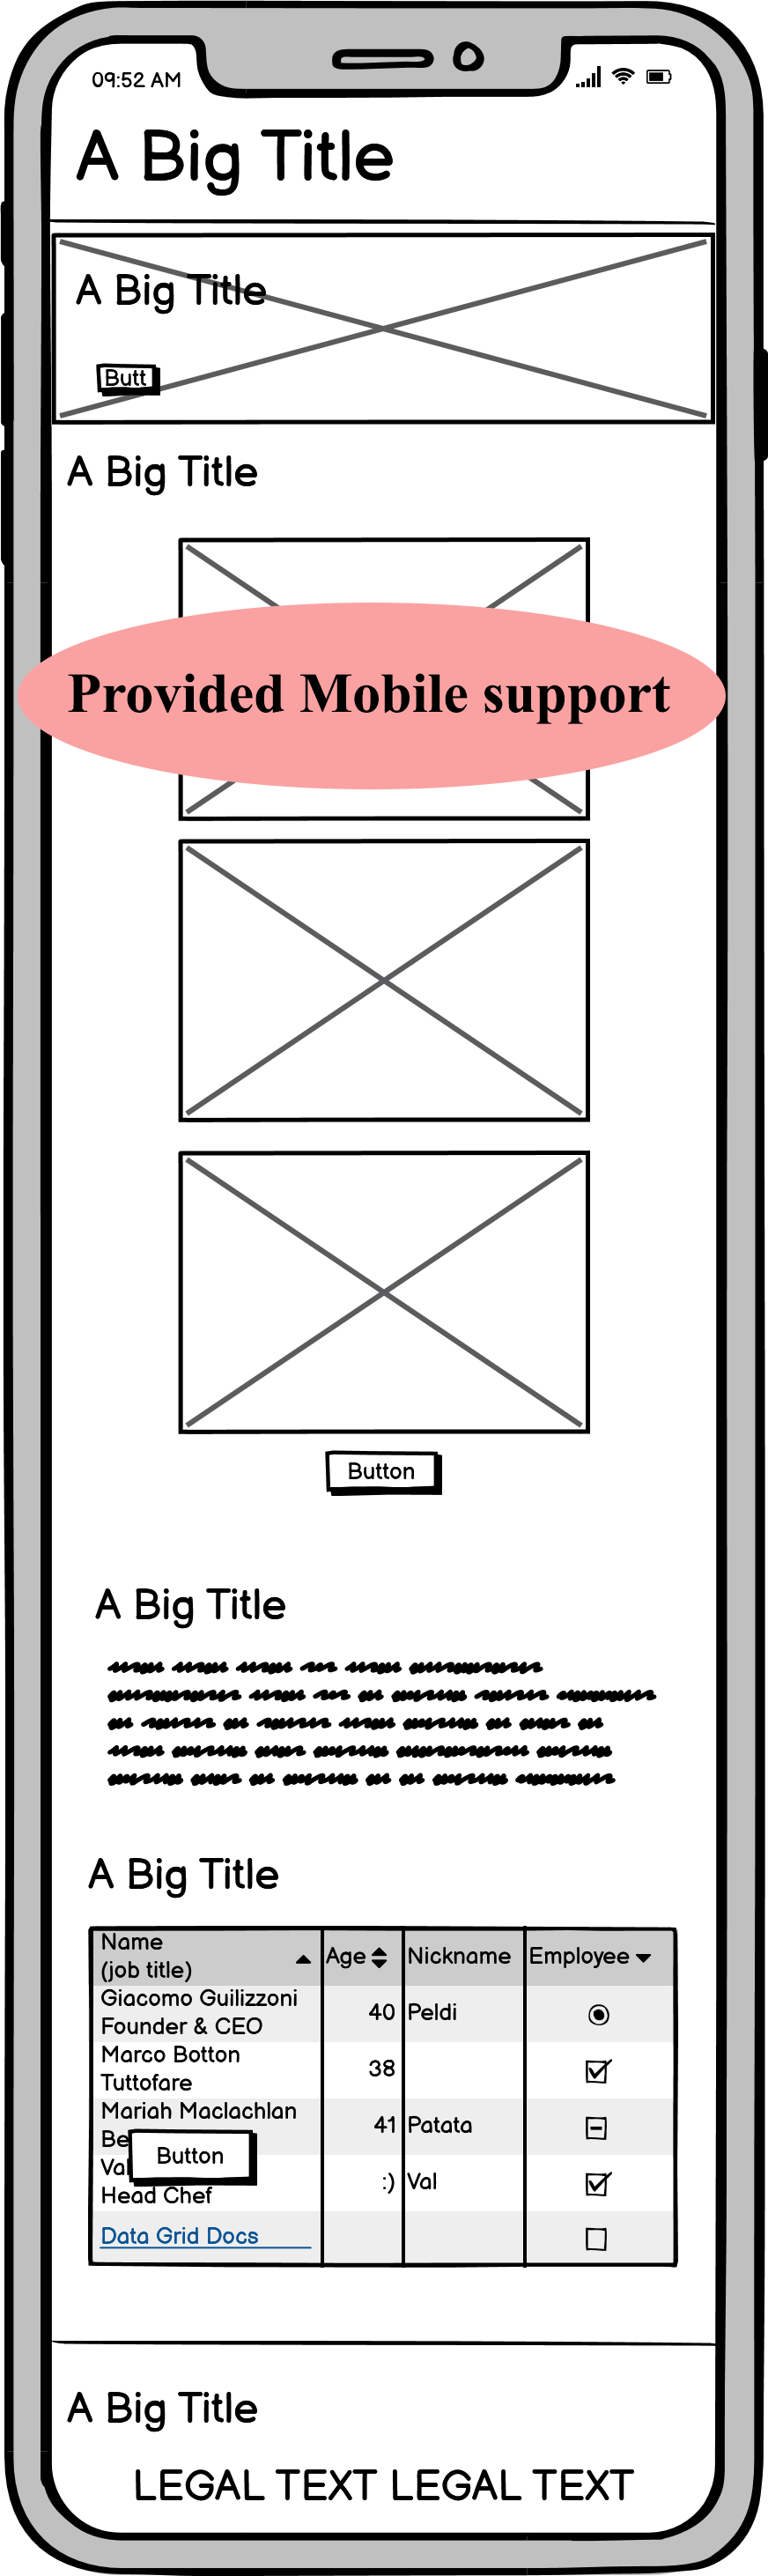 09:52 AM
A Big Title
A Big Title
Butt
A Big Title
Provided Mobile support
Button
A Big Title
A Big Title
Name
(job title)
Age
Nickname
Employee
Giacomo Guilizzoni
Founder & CEO
40
Peldi
Marco Botton
Tuttofare
38
Mariah Maclachlan
Be
41
Patata
Button
Val
Head Chef
:)
Val
Data Grid Docs
A Big Title
LEGAL TEXT LEGAL TEXT